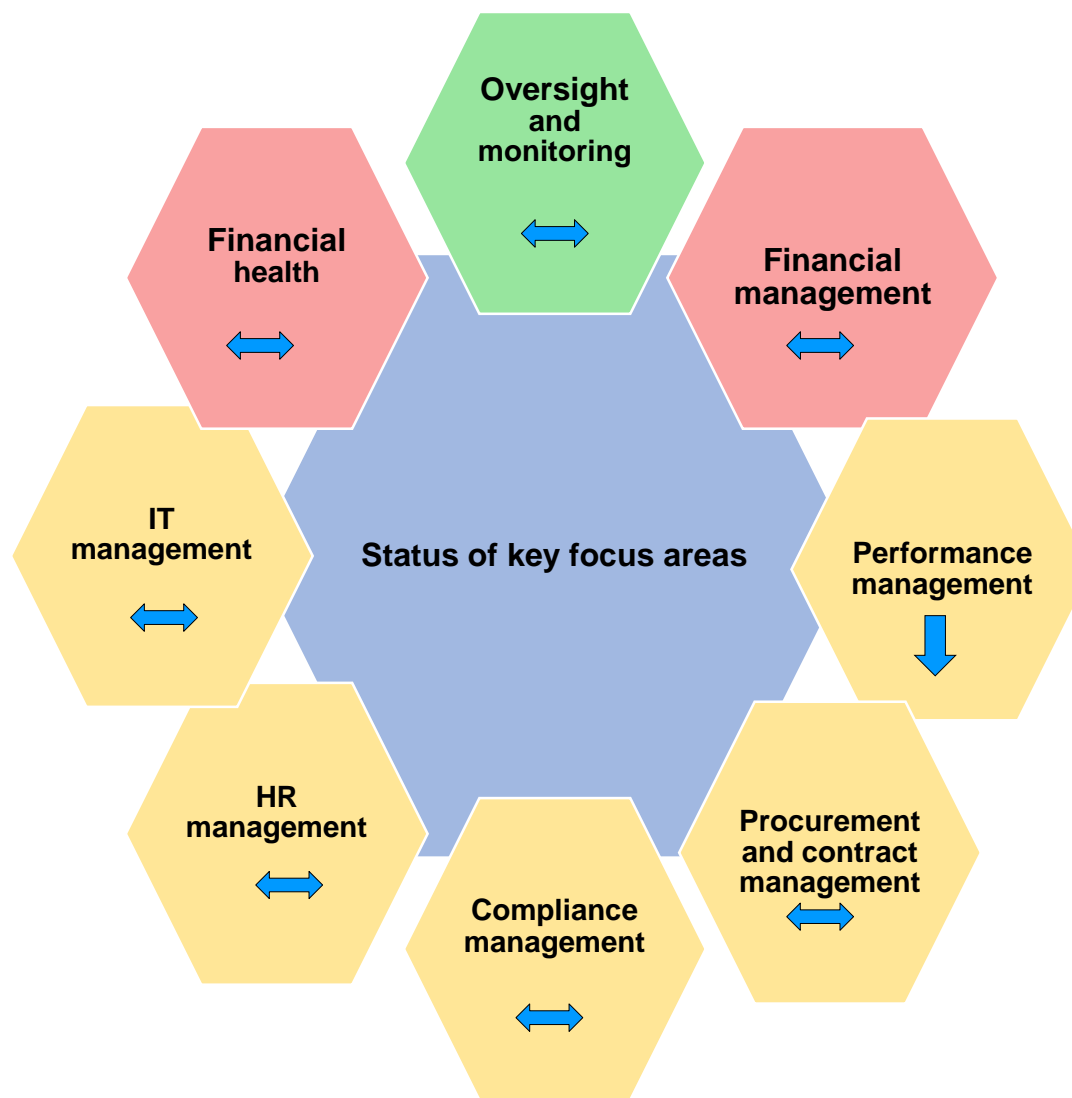 Oversight
and
monitoring
Financial
health
Financial
management
IT
management
Status of key focus areas
Performance
management
HR
management
Procurement
and contract
management
Compliance
management